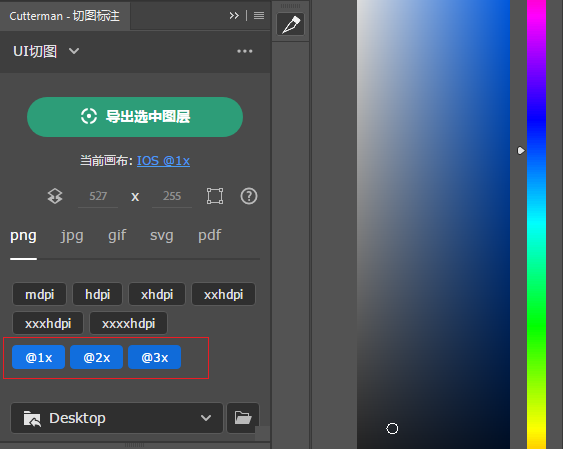 Cutterman - 切图标注
UI切图
导出选中图层
当前画布: IOS @1x
527 x 255
png jpg gif svg pdf
mdpi hdpi xhdpi xxhdpi
xxxhdpi xxxxhdpi
@1x @2x @3x
Desktop